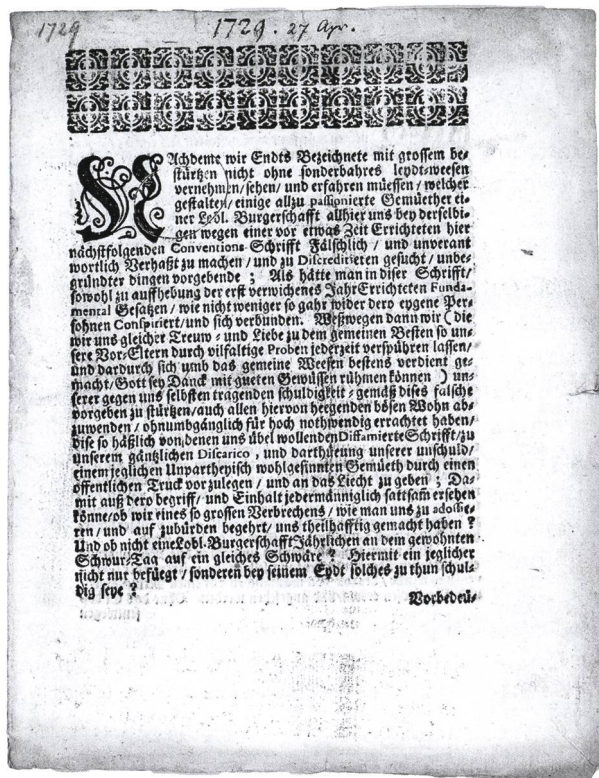 1729
1729. 27 Apr.
NAchdeme wir Endts Bezeichnete mit grossem be-
stürtzen nicht ohne sonderbahres leydt-weesen
vernehmen/sehen/ und erfahren müessen/ welcher
gestalten/ einige allzu passionierte Gemüether ei-
ner Lobl. Burgerschafft allhier uns bey derselbi-
gen wegen einer vor etwas Zeit Errichteten hier
nächstfolgenden Conventions-Schrifft Fälschlich/ und unverant
wortlich Verhaßt zu machen/ und zu Discreditieren gesucht/ unbe-
gründter dingen vorgebende; Als hätte man in diser Schrifft/
sowohl zu auffhebung der erst verwichenes Jahr Errichteten Funda-
mental Gesatzen/ wie nicht weniger so gahr wider dero eygene Per-
sohnen Conspiriert/und sich verbunden. Weßwegen dann wir (die
wir uns gleicher Treuw- und Liebe zu dem gemeinen Besten so un-
sere Vor-Eltern durch vilfaltige Proben jederzeit verspühren lassen/
und dardurch sich umb das gemeine Weesen bestens verdient ge-
macht/Gott sey Danck mit gueten Gewüssen rühmen können) un-
serer gegen uns selbsten tragenden schuldigkeit-gemäß dises falsche
vorgeben zu stürtzen/auch allen hiervon hergenden bösen Wohn ab-
zuwenden/ ohnumbgänglich für hoch nothwendig errachtet haben/
dise so häßlich von denen uns übel wollenden Diffamierte Schrifft/zu
unserem gäntzlichen Discarico, und darthuung unserer unschuld/
einem jeglichen Unpartheyisch wohlgesinnten Gemüeth durch einen
öffentlichen Truck vorzulegen/ und an das Liecht zu geben; Da-
mit auß dero begriff/ und Einhalt jedermänniglich sattsam ersehen
könne/ob wir eines so grossen Verbrechens/ wie man uns zu adosse-
ren/ und auf zubürden begehrt/ uns theilhafftig gemacht haben?
Und ob nicht eine Lobl. Burgerschafft Jährlichen an dem gewohnten
Schwur-Tag auf ein gleiches Schwäre? Hiermit ein jeglicher
nicht nur befüegt/ sonderen bey seinem Eydt solches zu thun schul-
dig seye?
Vorbedeü-